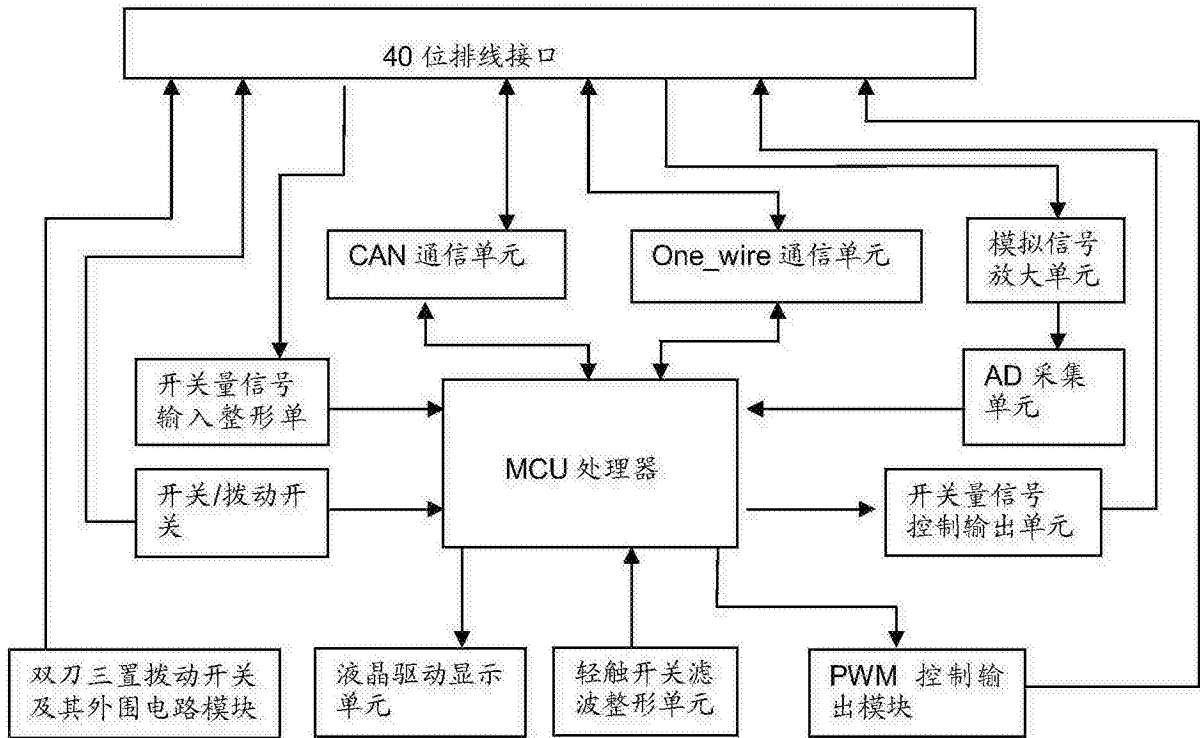 40 位排线接口
CAN 通信单元
One_wire 通信单元
模拟信号
放大单元
开关量信号
输入整形单
AD 采集
单元
MCU 处理器
开关/拨动开
关
开关量信号
控制输出单元
双刀三置拨动开关
及其外围电路模块
液晶驱动显示
单元
轻触开关滤
波整形单元
PWM 控制输
出模块